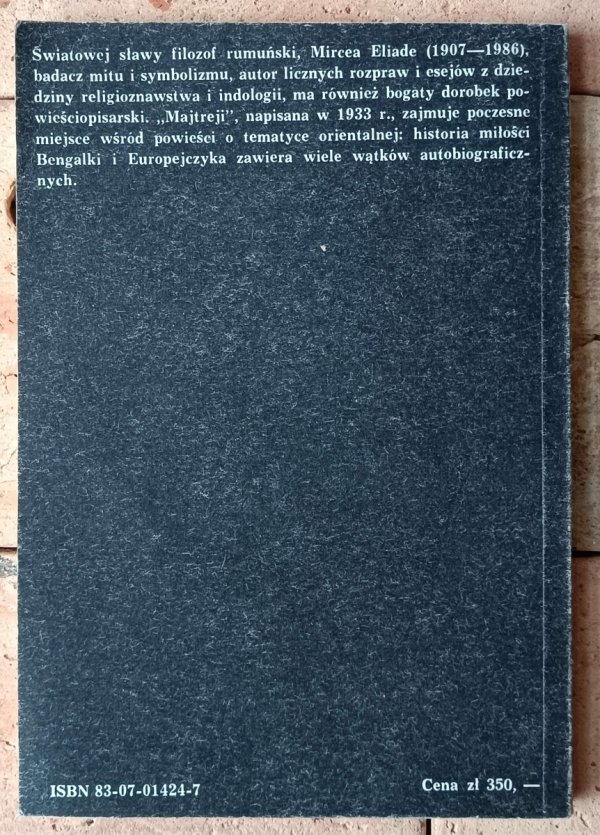 Światowej sławy filozof rumuński, Mircea Eliade (1907—1986),
badacz mitu i symbolizmu, autor licznych rozpraw i esejów z dzie-
dziny religioznawstwa i indologii, ma również bogaty dorobek po-
wieściopisarski. „Majtreji", napisana w 1933 r., zajmuje poczesne
miejsce wśród powieści o tematyce orientalnej: historia miłości
Bengalki i Europejczyka zawiera wiele wątków autobiograficz-
nych.
ISBN 83-07-01424-7
Cena zł 350, —